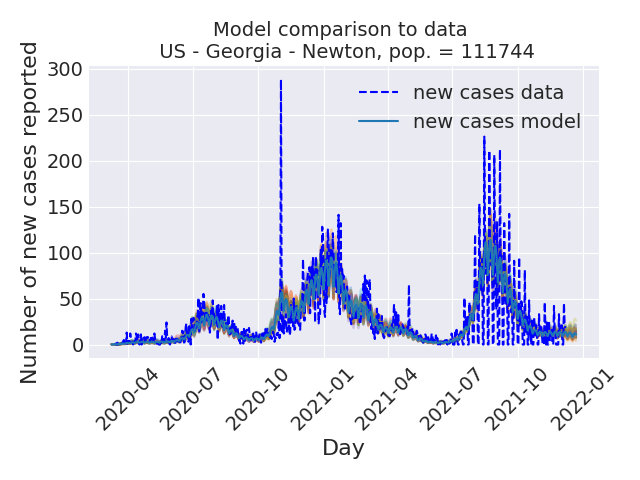 Model comparison to data
US - Georgia - Newton, pop. = 111744
Number of new cases reported
300
250
200
150
100
50
0
new cases data
new cases model
2020-04
2020-07
2020-10
2021-01
2021-04
2021-07
2021-10
2022-01
Day